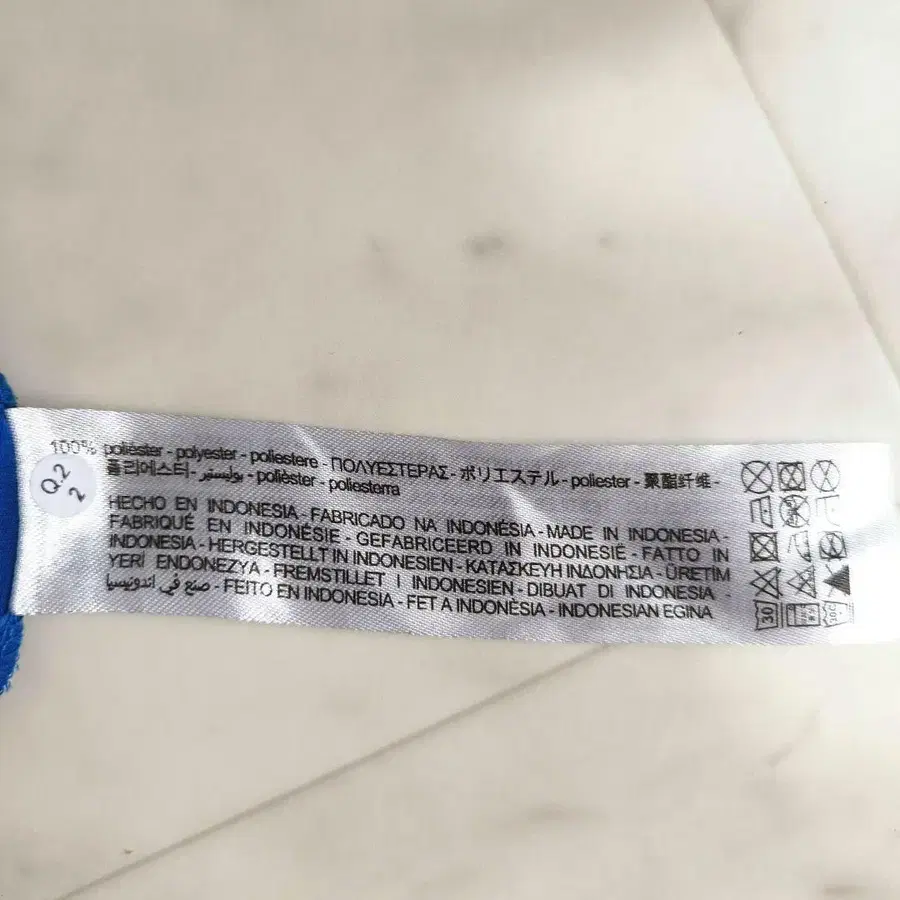 100% poliéster - polyester - poliestere - ΠΟΛΥΕΣΤΕΡΑΣ - ポリエステル - poliester - 聚酯纤维 -
폴리에스터 - بوليستير - polièster - poliesterra
HECHO EN INDONESIA - FABRICADO NA INDONÉSIA - MADE IN INDONESIA -
FABRIQUÉ EN INDONÉSIE - GEFABRICEERD IN INDONESIË - FATTO IN
INDONESIA - HERGESTELLT IN INDONESIEN - ΚΑΤΑΣΚΕΥΗ ΙΝΔΟΝΗΣΙΑ - ÜRETIM
YERİ ENDONEZYA - FREMSTILLET I INDONESIEN - DIBUAT DI INDONESIA -
صنع في اندونيسيا - FEITO EN INDONESIA - FET A INDONÈSIA - INDONESIAN EGINA
Q.2
2
30